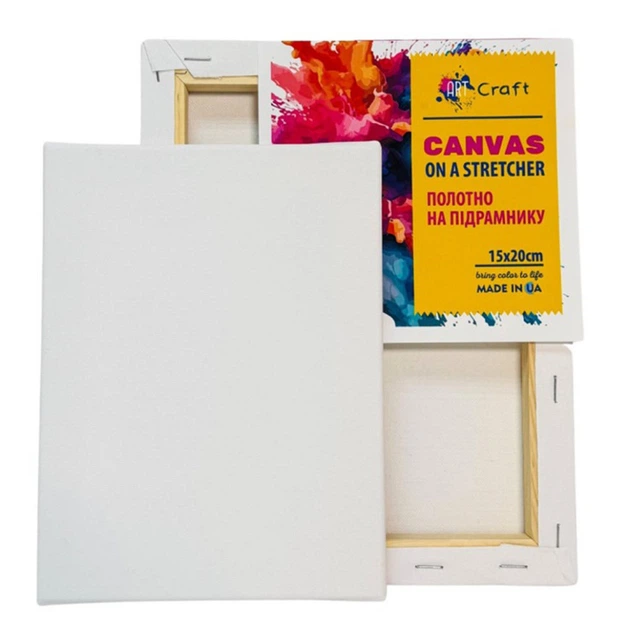 ART Craft
CANVAS
ON A STRETCHER
ПОЛОТНО
НА ПІДРАМНИКУ
15x20cm
bring color to life
MADE IN UA